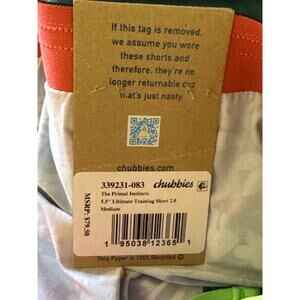 If this tag is removed,
we assume you wore
these shorts and
therefore, they're no
longer returnable cuz
that's just nasty.
chubbies.com
339231-083 chubbies
The Primal Instincts
5.5" Ultimate Training Short 2.0
Medium
MSRP: $79.50
1 95038 12365 1
This Paper is 100% Recycled